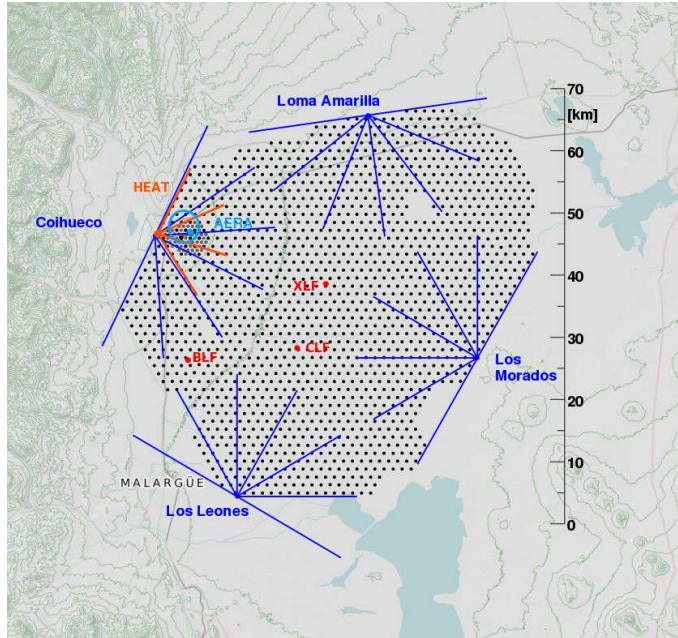 Loma Amarilla
70
[km]
60
HEAT
Coihueco
AERA
50
XLF
40
CLF
BLF
30
Los
Morados
20
MALARGÜE
10
Los Leones
0